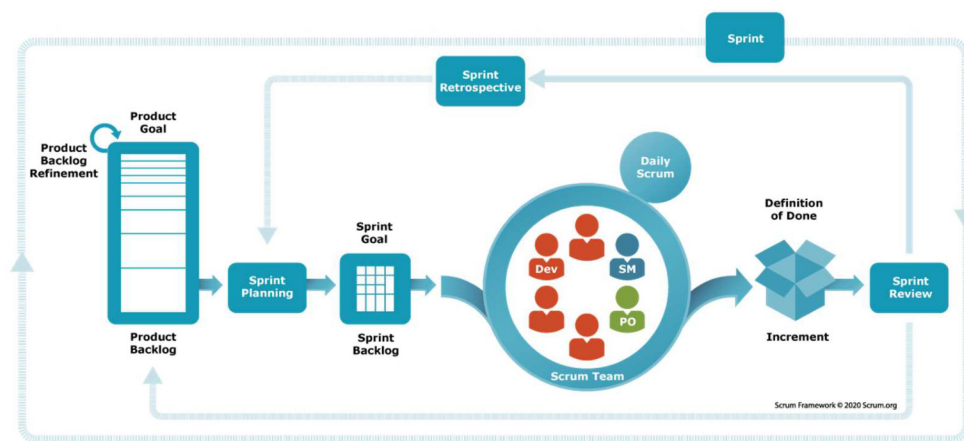 Sprint
Sprint
Retrospective
Product
Goal
Product
Backlog
Refinement
Daily
Scrum
Definition
of Done
Sprint
Goal
Dev
SM
Sprint
Planning
Sprint
Review
PO
Product
Backlog
Sprint
Backlog
Increment
Scrum Team
Scrum Framework © 2020 Scrum.org